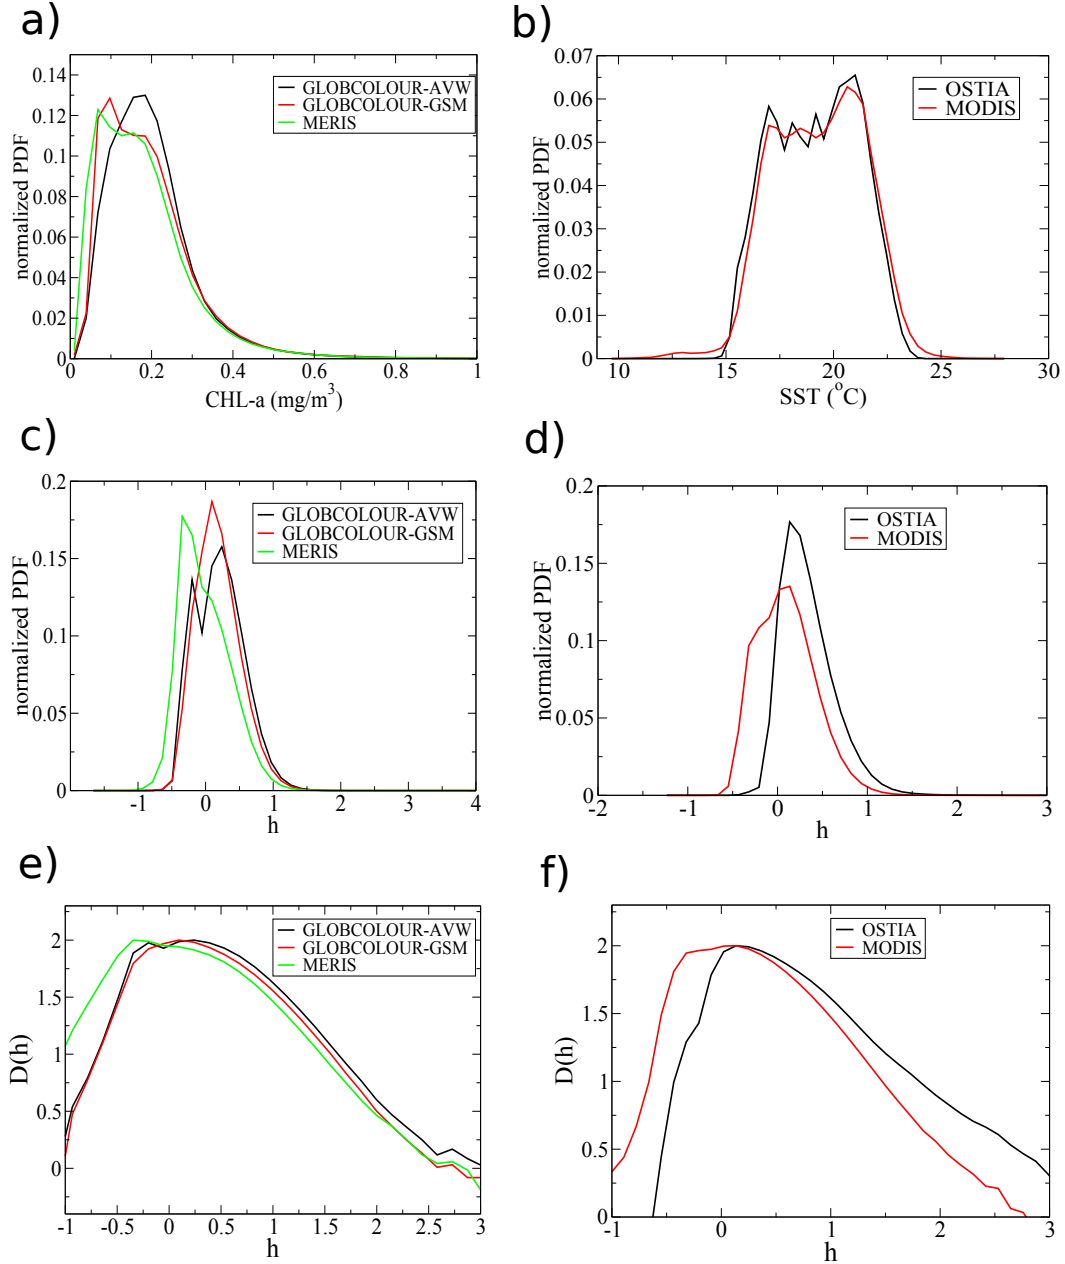 a)
normalized PDF
0.14
0.12
0.1
0.08
0.06
0.04
0.02
0
GLOBCOLOUR-AVW
GLOBCOLOUR-GSM
MERIS
0 0.2 0.4 0.6 0.8 1
CHL-a (mg/m³)
b)
normalized PDF
0.07
0.06
0.05
0.04
0.03
0.02
0.01
0
OSTIA
MODIS
10 15 20 25 30
SST (°C)
c)
normalized PDF
0.2
0.15
0.1
0.05
0
GLOBCOLOUR-AVW
GLOBCOLOUR-GSM
MERIS
-1 0 1 2 3 4
h
d)
normalized PDF
0.2
0.15
0.1
0.05
0
OSTIA
MODIS
-2 -1 0 1 2 3
h
e)
D(h)
2
1.5
1
0.5
0
GLOBCOLOUR-AVW
GLOBCOLOUR-GSM
MERIS
-1 -0.5 0 0.5 1 1.5 2 2.5 3
h
f)
D(h)
2
1.5
1
0.5
0
OSTIA
MODIS
-1 0 1 2 3
h